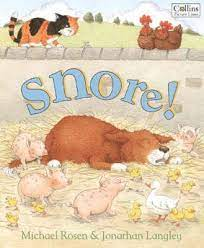 Collins
Picture Lions
snore!
Michael Rosen & Jonathan Langley